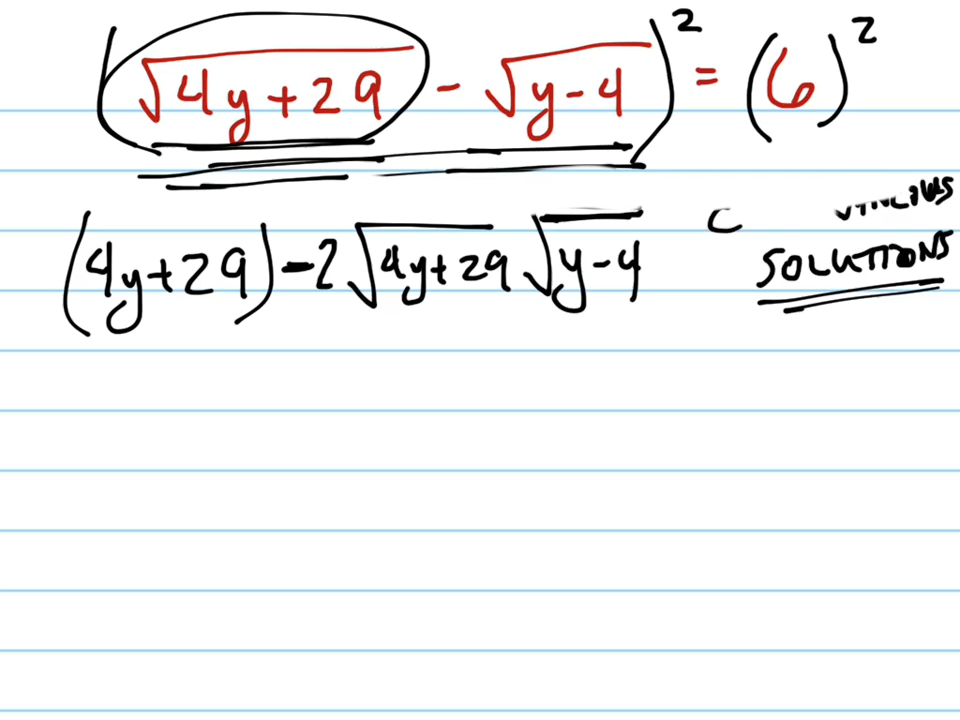 (√4y+29 - √y-4)² = (6)²
(4y+29) -2√4y+29 √y-4
SOLUTIONS